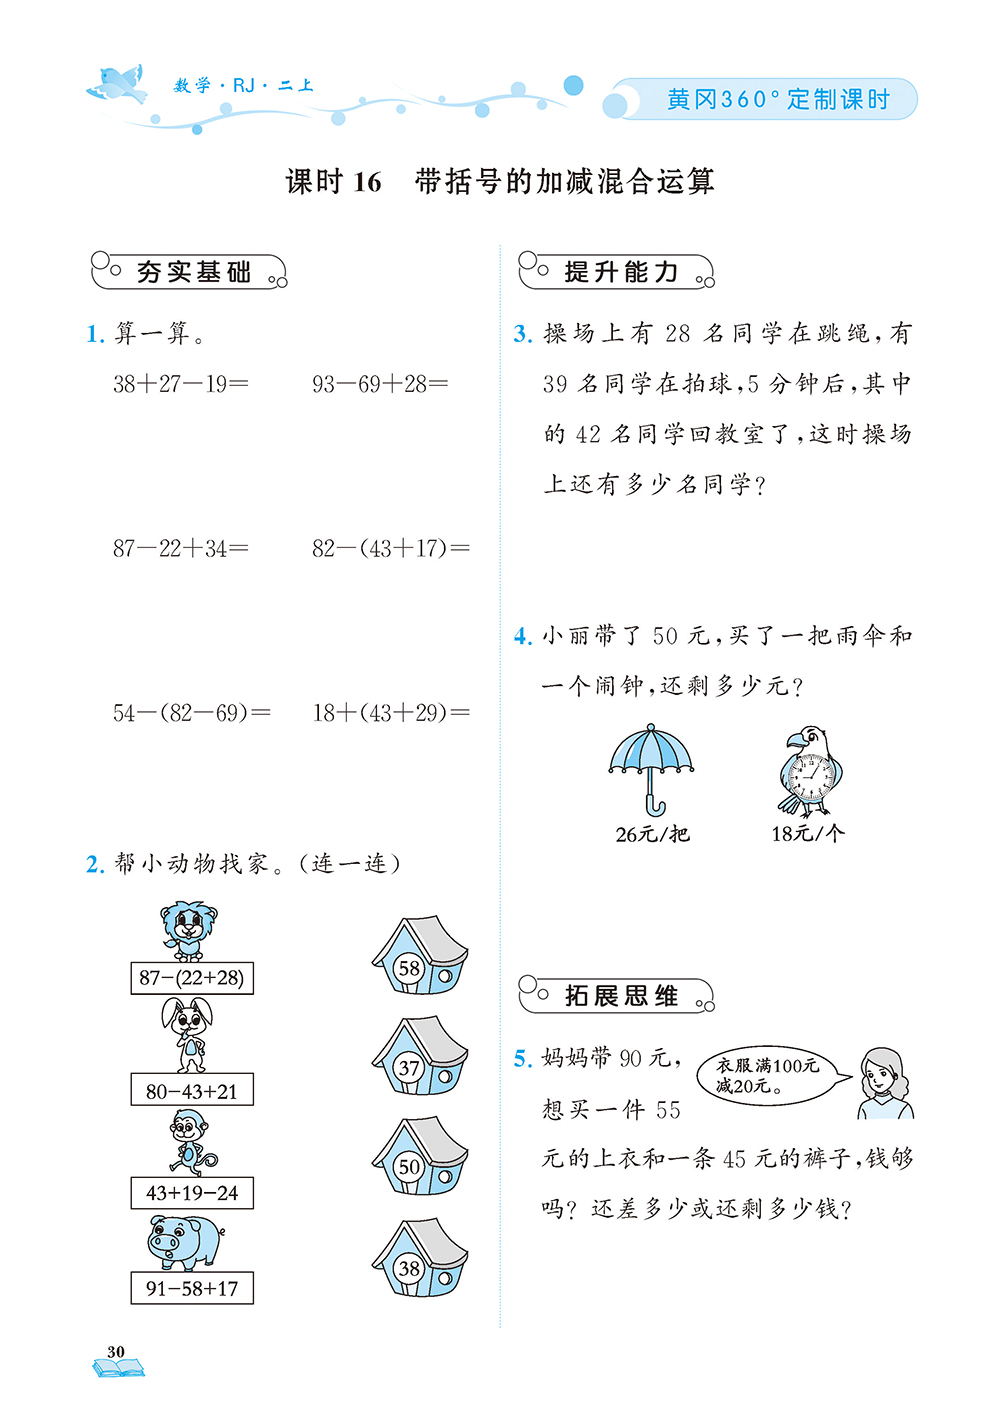 数学·RJ·二上
黄冈360°定制课时
课时16 带括号的加减混合运算
夯实基础
1. 算一算。
38+27-19= 93-69+28=
87-22+34= 82-(43+17)=
54-(82-69)= 18+(43+29)=
2. 帮小动物找家。(连一连)
87-(22+28)
58
80-43+21
37
43+19-24
50
91-58+17
38
30
提升能力
3. 操场上有 28 名同学在跳绳,有
39 名同学在拍球,5 分钟后,其中
的 42 名同学回教室了,这时操场
上还有多少名同学?
4. 小丽带了 50 元,买了一把雨伞和
一个闹钟,还剩多少元?
26元/把 18元/个
拓展思维
5. 妈妈带 90 元,
想买一件 55
元的上衣和一条 45 元的裤子,钱够
吗? 还差多少或还剩多少钱?
衣服满100元
减20元。